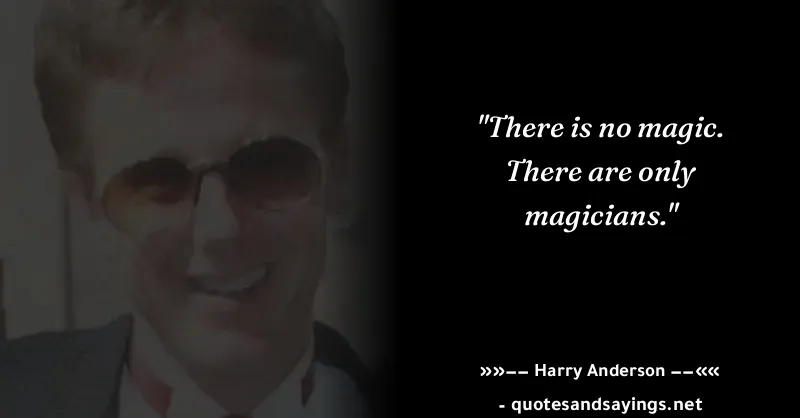 "There is no magic.
There are only
magicians."
»»–– Harry Anderson ––««
- quotesandsayings.net